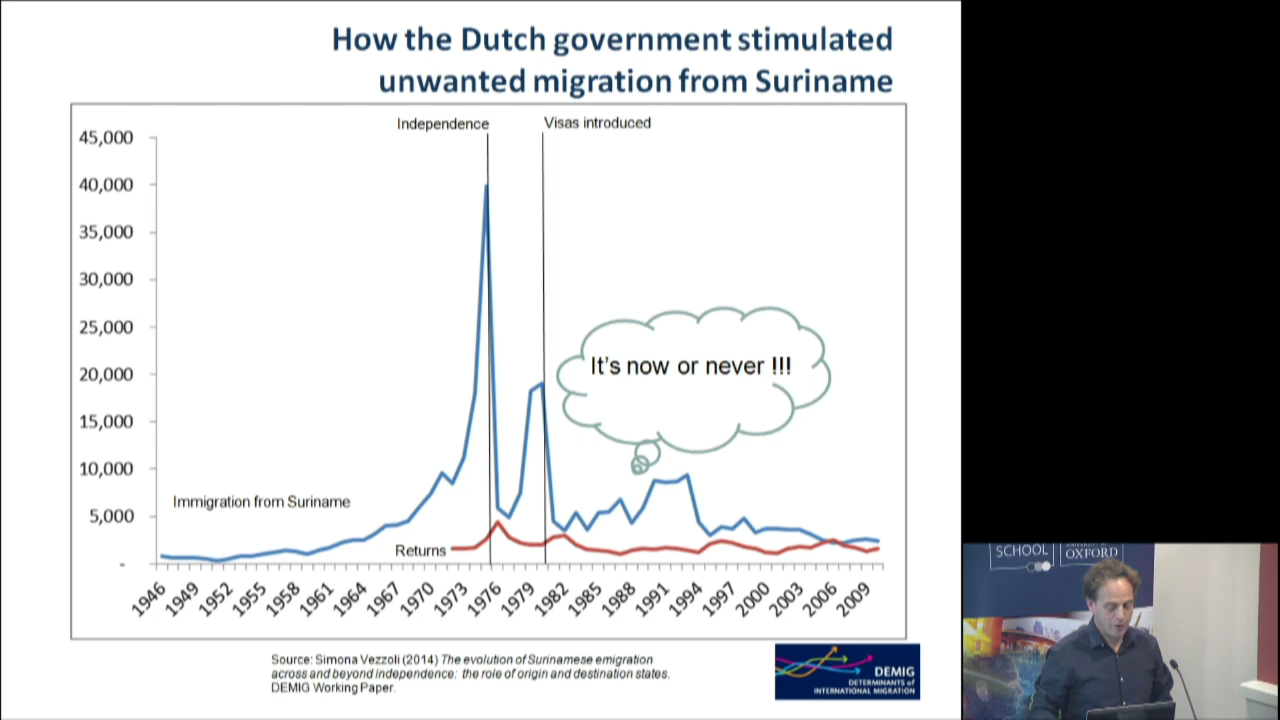 How the Dutch government stimulated
unwanted migration from Suriname
Independence
Visas introduced
45,000
40,000
35,000
30,000
25,000
20,000
15,000
10,000
5,000
-
It's now or never !!!
Immigration from Suriname
Returns
1946
1949
1952
1955
1958
1961
1964
1967
1970
1973
1976
1979
1982
1985
1988
1991
1994
1997
2000
2003
2006
2009
Source: Simona Vezzoli (2014) The evolution of Surinamese emigration
across and beyond independence: the role of origin and destination states.
DEMIG Working Paper.
DEMIG
DETERMINANTS of
INTERNATIONAL MIGRATION
SCHOOL
UNIVERSITY OF
OXFORD